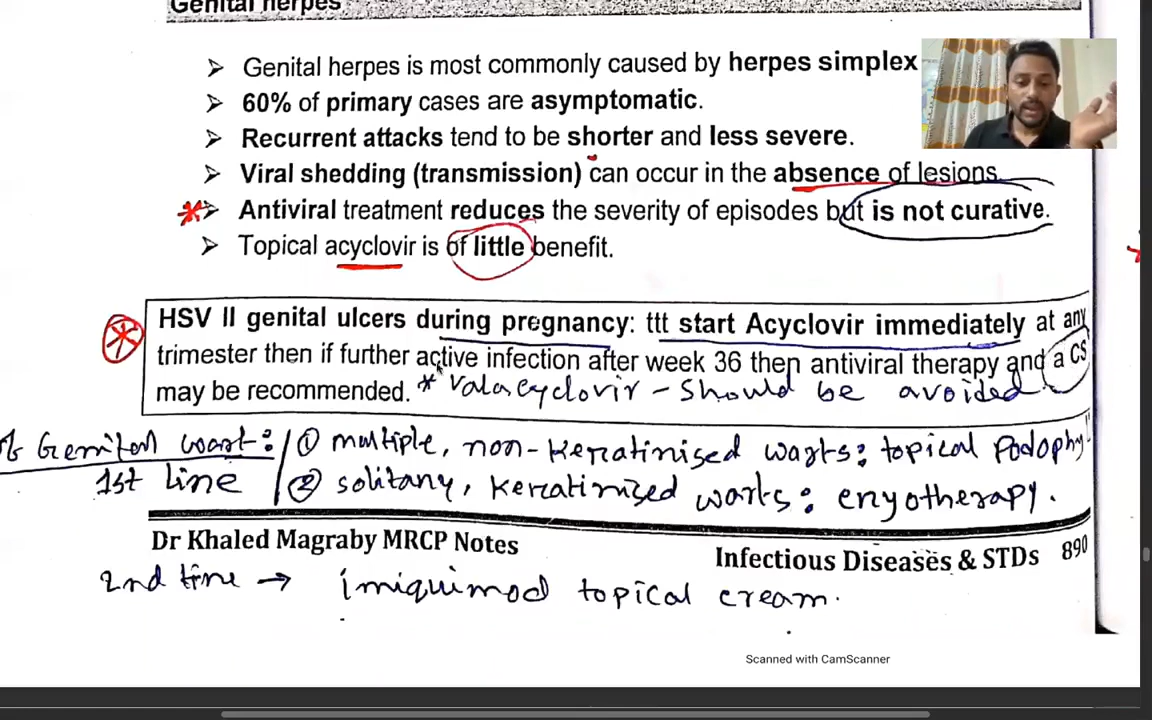 Genital herpes
➢ Genital herpes is most commonly caused by herpes simplex
➢ 60% of primary cases are asymptomatic.
➢ Recurrent attacks tend to be shorter and less severe.
➢ Viral shedding (transmission) can occur in the absence of lesions.
➢ Antiviral treatment reduces the severity of episodes but is not curative.
➢ Topical acyclovir is of little benefit.
HSV II genital ulcers during pregnancy: ttt start Acyclovir immediately at any
trimester then if further active infection after week 36 then antiviral therapy and a CS
may be recommended. * Valacyclovir - should be avoided
Genital wart: / ① multiple, non-keratinised warts: topical Podophy
1st line / ② solitary, keratinised warts: cryotherapy.
Dr Khaled Magraby MRCP Notes
Infectious Diseases & STDs 890
2nd line → imiquimod topical cream.
Scanned with CamScanner